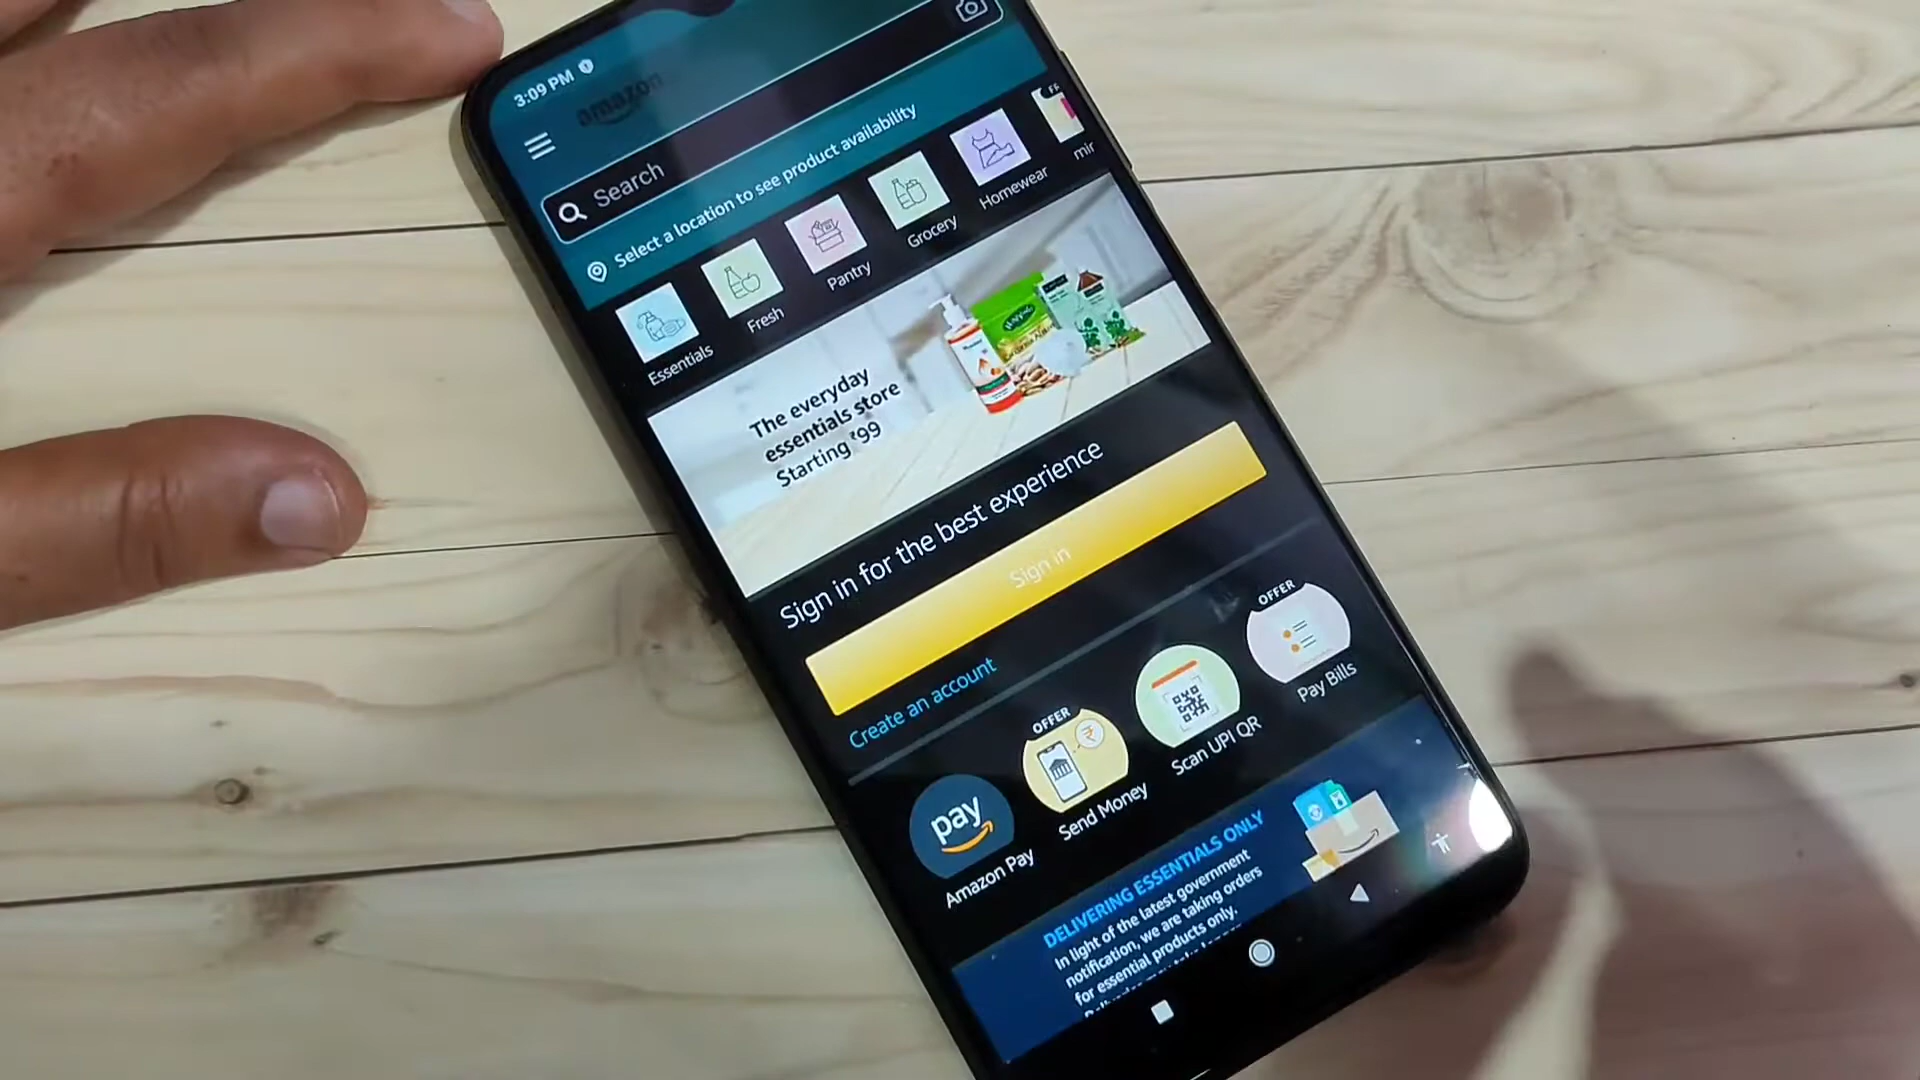 3:09 PM
amazon
Search
Select a location to see product availability
Essentials
Fresh
Pantry
Grocery
Homewear
mir
The everyday
essentials store
Starting ₹99
Sign in for the best experience
Sign in
Create an account
pay
Amazon Pay
OFFER
Send Money
Scan UPI QR
OFFER
Pay Bills
DELIVERING ESSENTIALS ONLY
In light of the latest government
notification, we are taking orders
for essential products only.